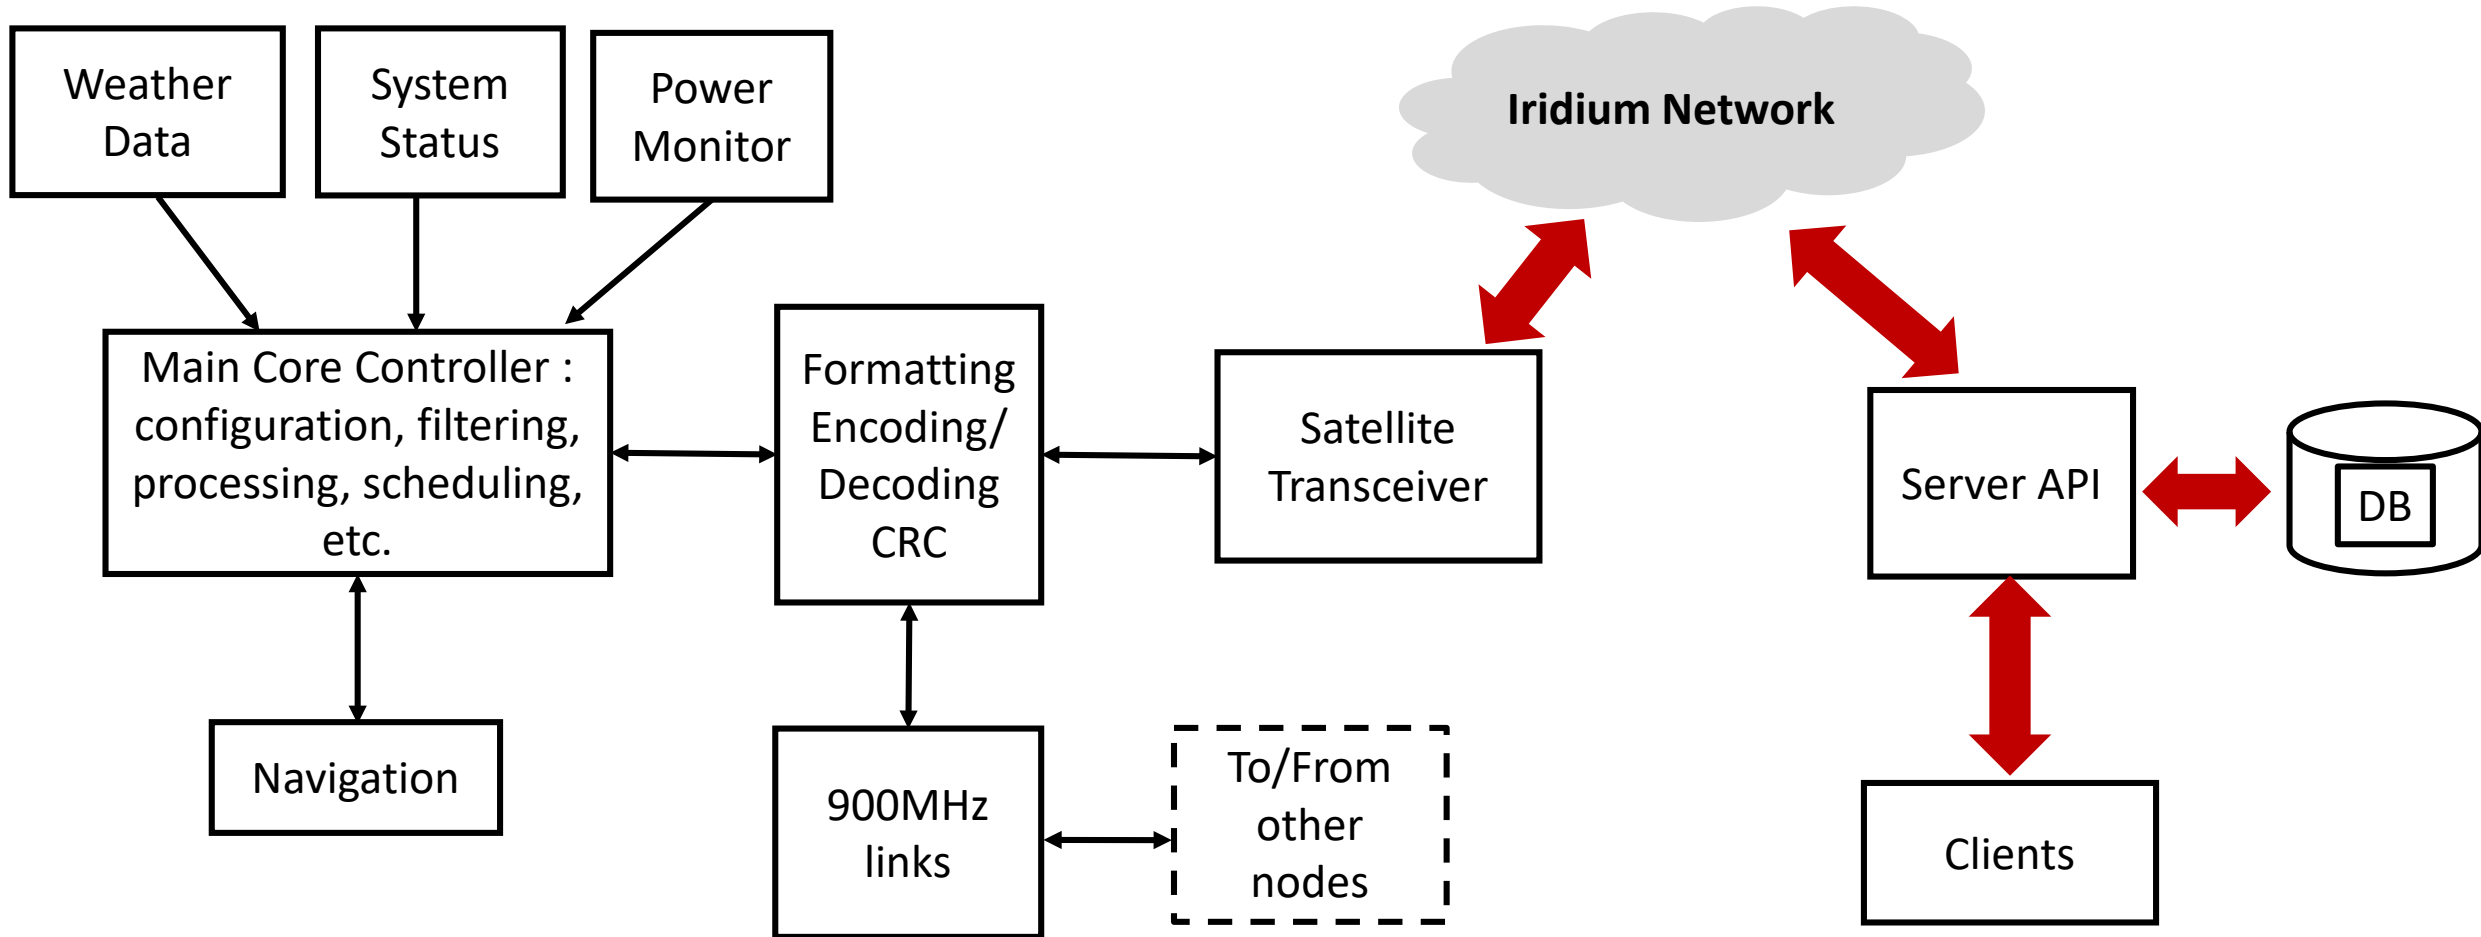 Weather
Data
System
Status
Power
Monitor
Iridium Network
Main Core Controller :
configuration, filtering,
processing, scheduling,
etc.
Formatting
Encoding/
Decoding
CRC
Satellite
Transceiver
Server API
DB
Navigation
900MHz
links
To/From
other
nodes
Clients